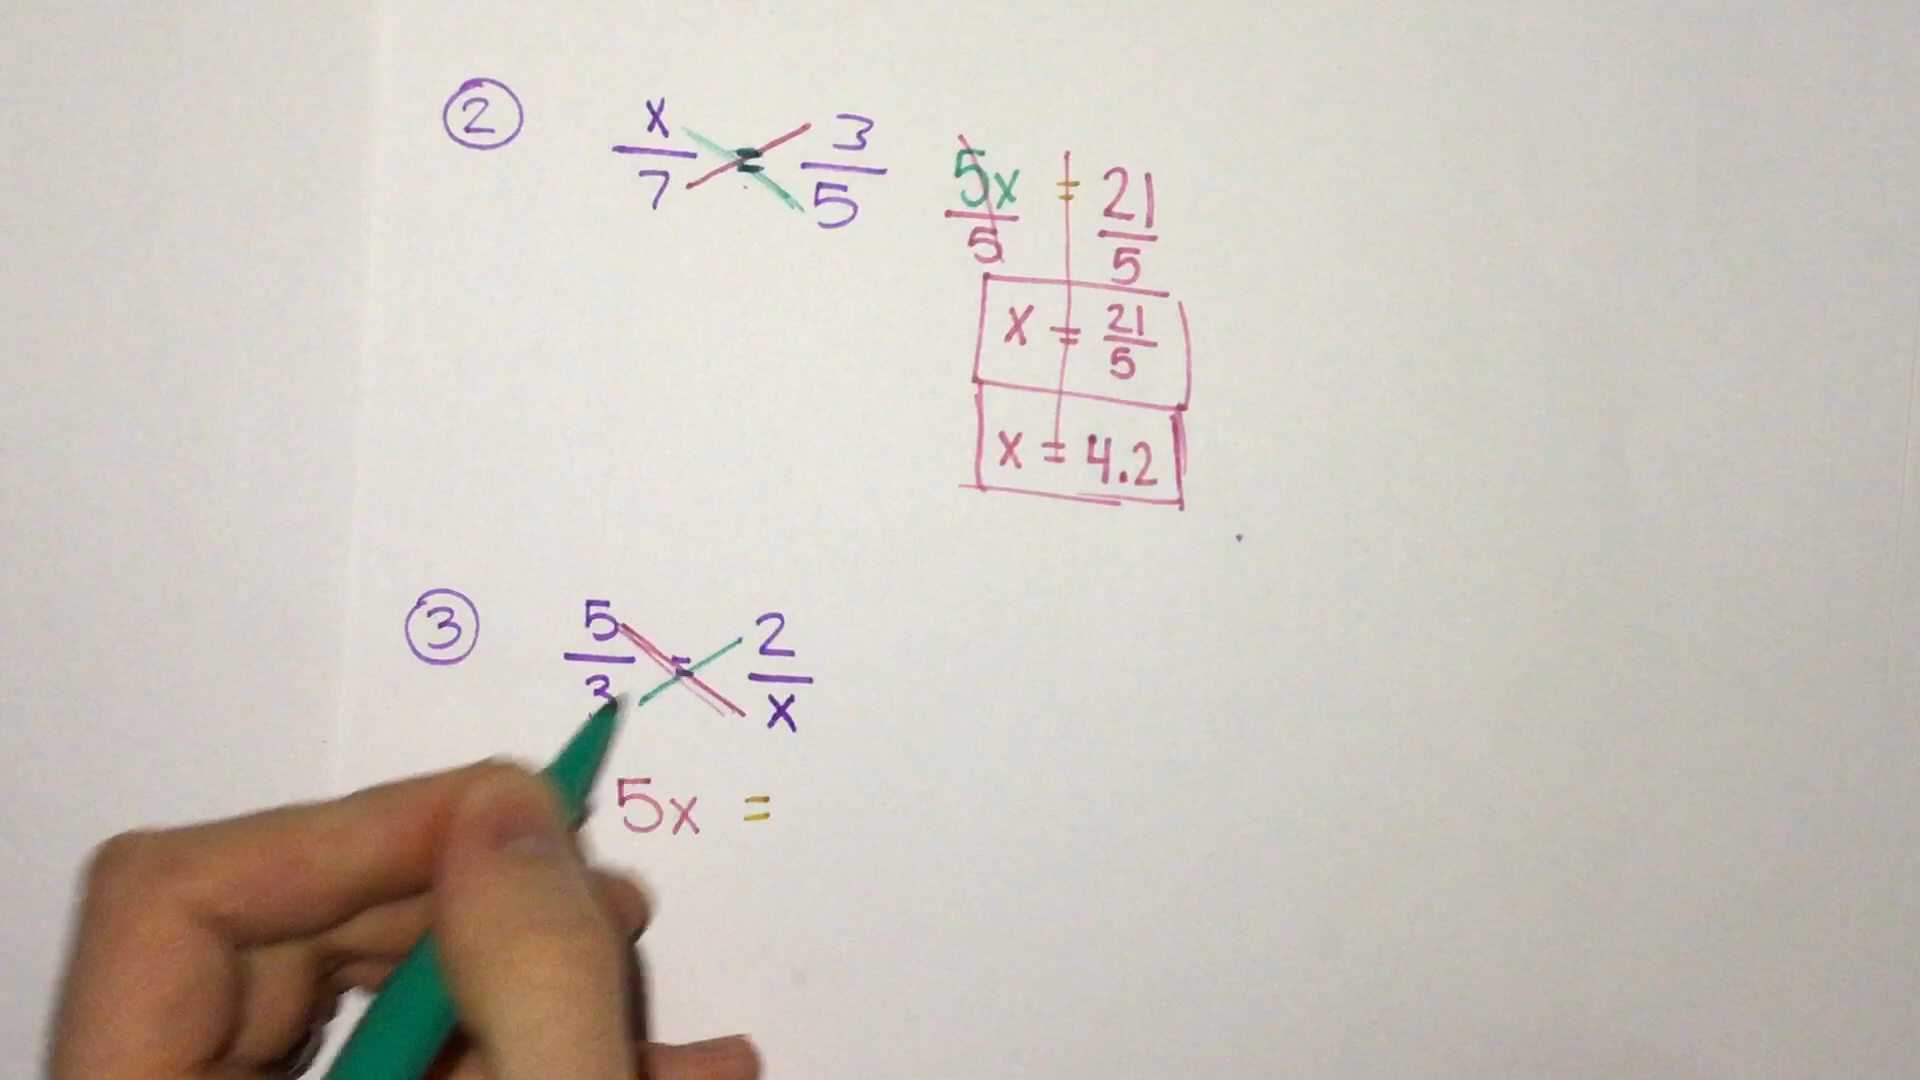 ② x/7 = 3/5
5x/5 = 21/5
x = 21/5
x = 4.2
③ 5/3 = 2/x
5x =